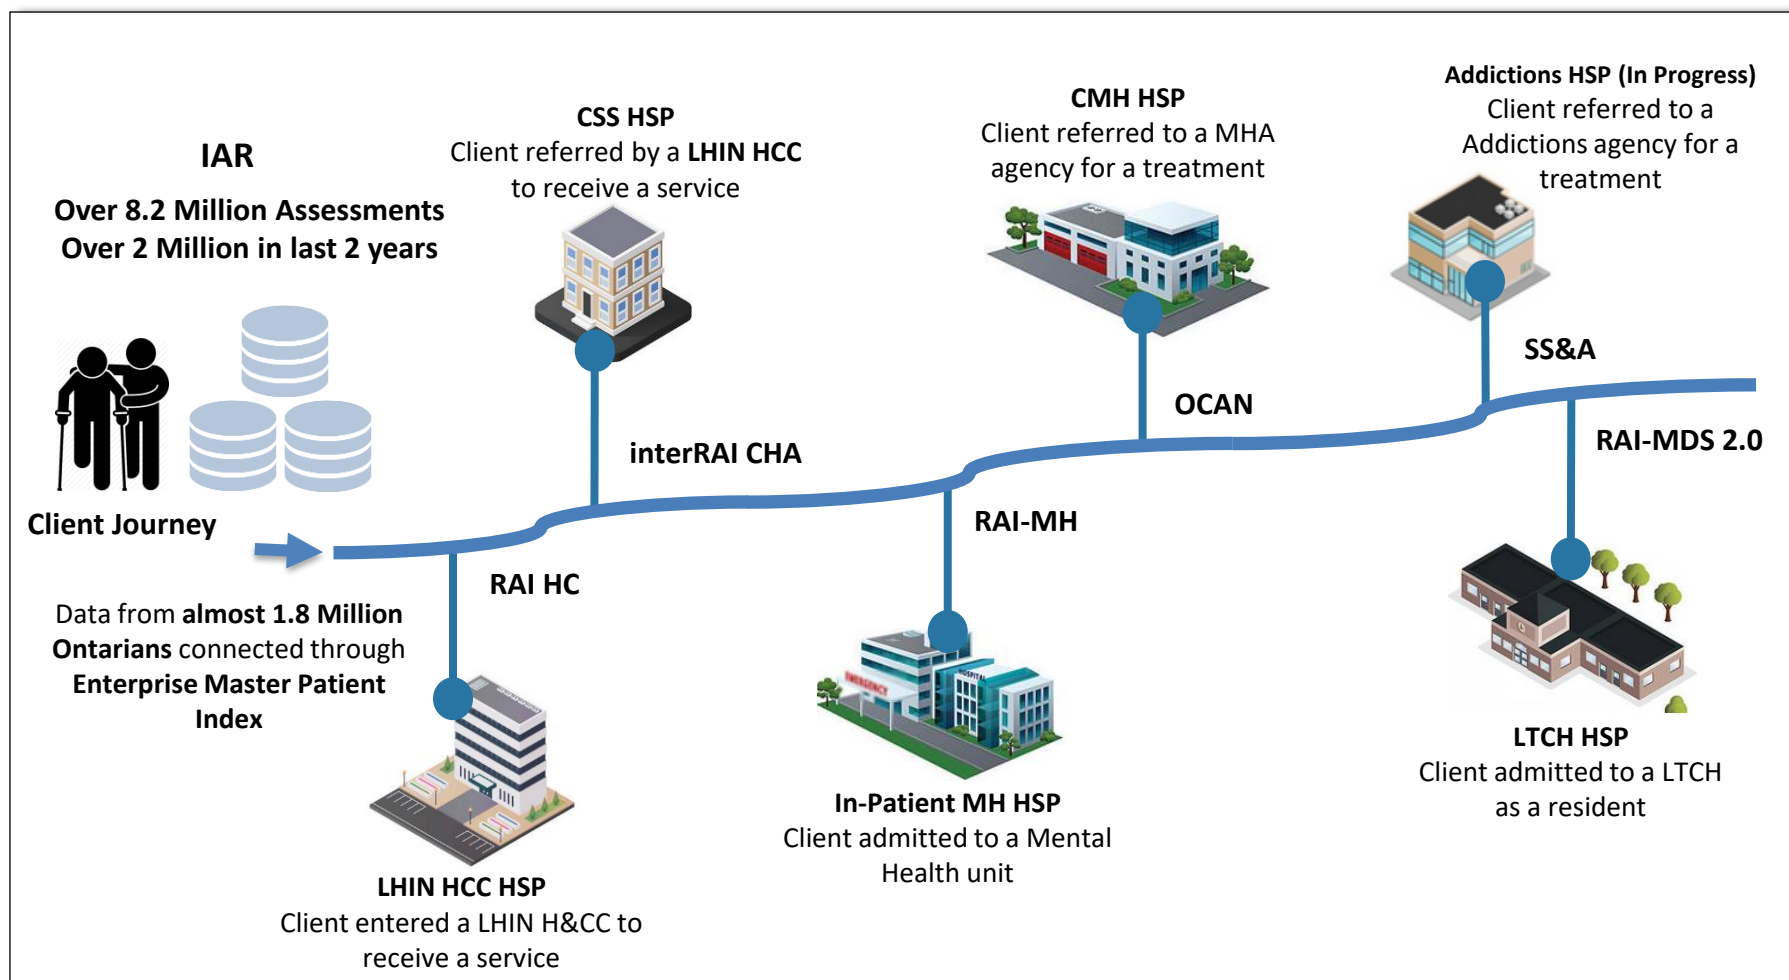 IAR
Over 8.2 Million Assessments
Over 2 Million in last 2 years
Client Journey
Data from almost 1.8 Million
Ontarians connected through
Enterprise Master Patient
Index
CSS HSP
Client referred by a LHIN HCC
to receive a service
interRAI CHA
RAI HC
LHIN HCC HSP
Client entered a LHIN H&CC to
receive a service
CMH HSP
Client referred to a MHA
agency for a treatment
OCAN
RAI-MH
EMERGENCY
HOSPITAL
In-Patient MH HSP
Client admitted to a Mental
Health unit
Addictions HSP (In Progress)
Client referred to a
Addictions agency for a
treatment
SS&A
RAI-MDS 2.0
LTCH HSP
Client admitted to a LTCH
as a resident